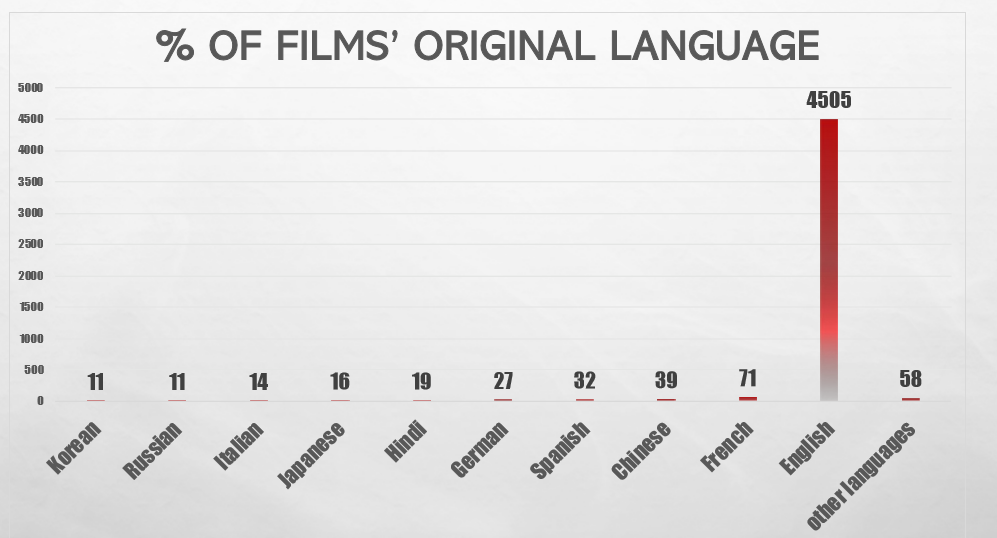 % OF FILMS’ ORIGINAL LANGUAGE
5000
4500
4000
3500
3000
2500
2000
1500
1000
500
0
11
11
14
16
19
27
32
39
71
4505
58
Korean
Russian
Italian
Japanese
Hindi
German
Spanish
Chinese
French
English
other languages